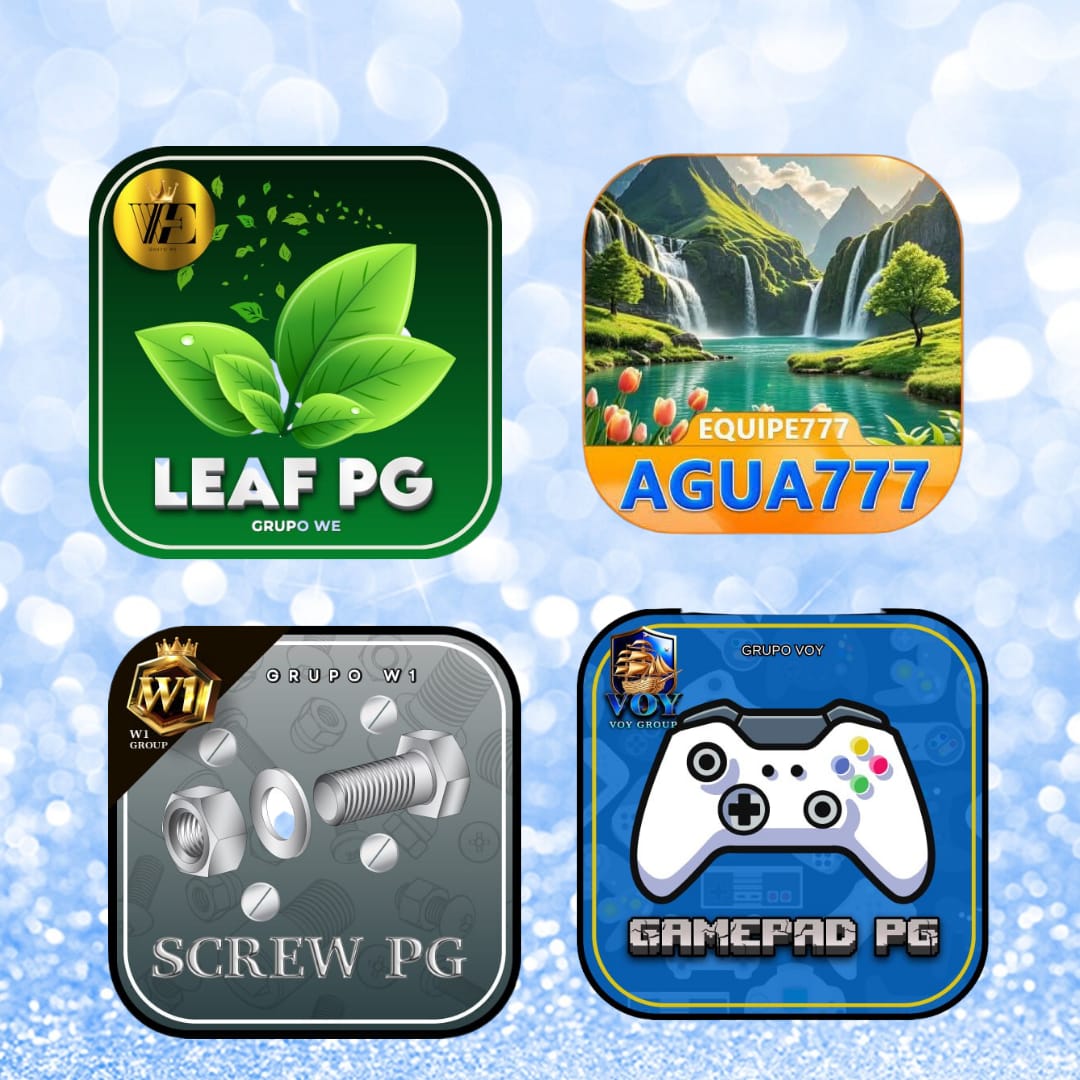 WE
LEAF PG
GRUPO WE
EQUIPE777
AGUA777
W1
W1
GROUP
GRUPO W1
SCREW PG
GRUPO VOY
VOY
VOY GROUP
GAMEPAD PG